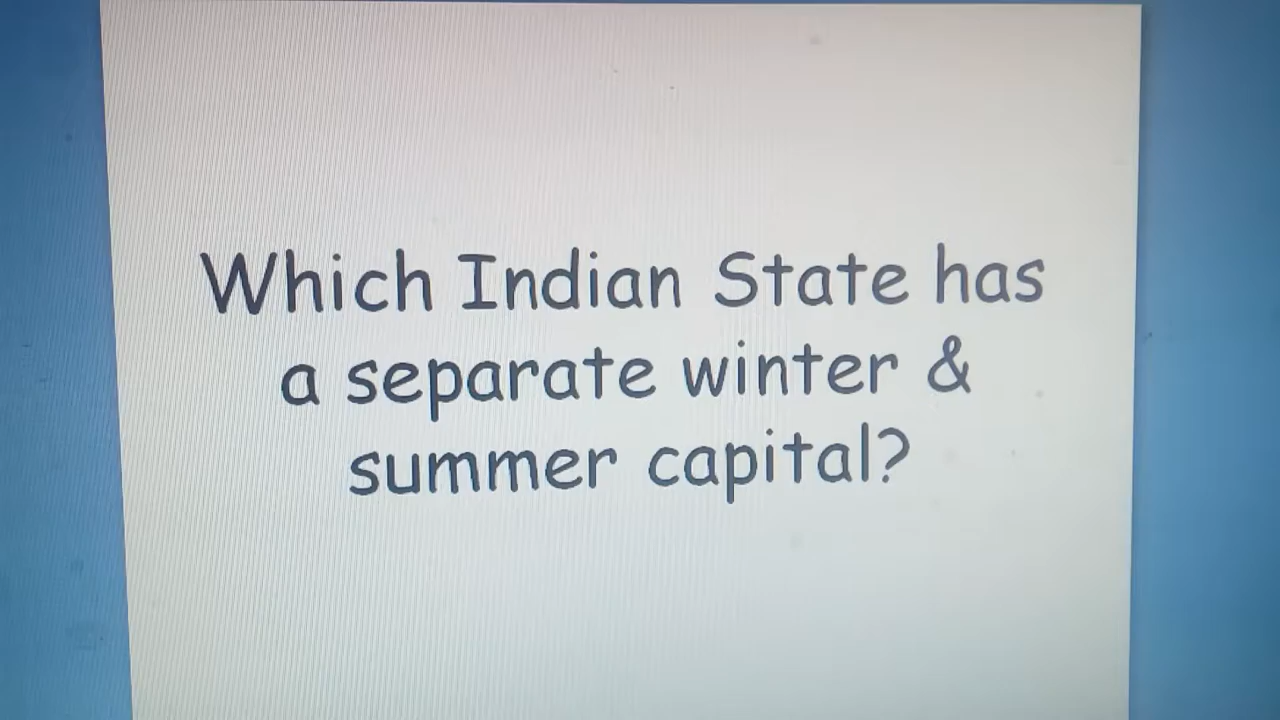 Which Indian State has
a separate winter &
summer capital?